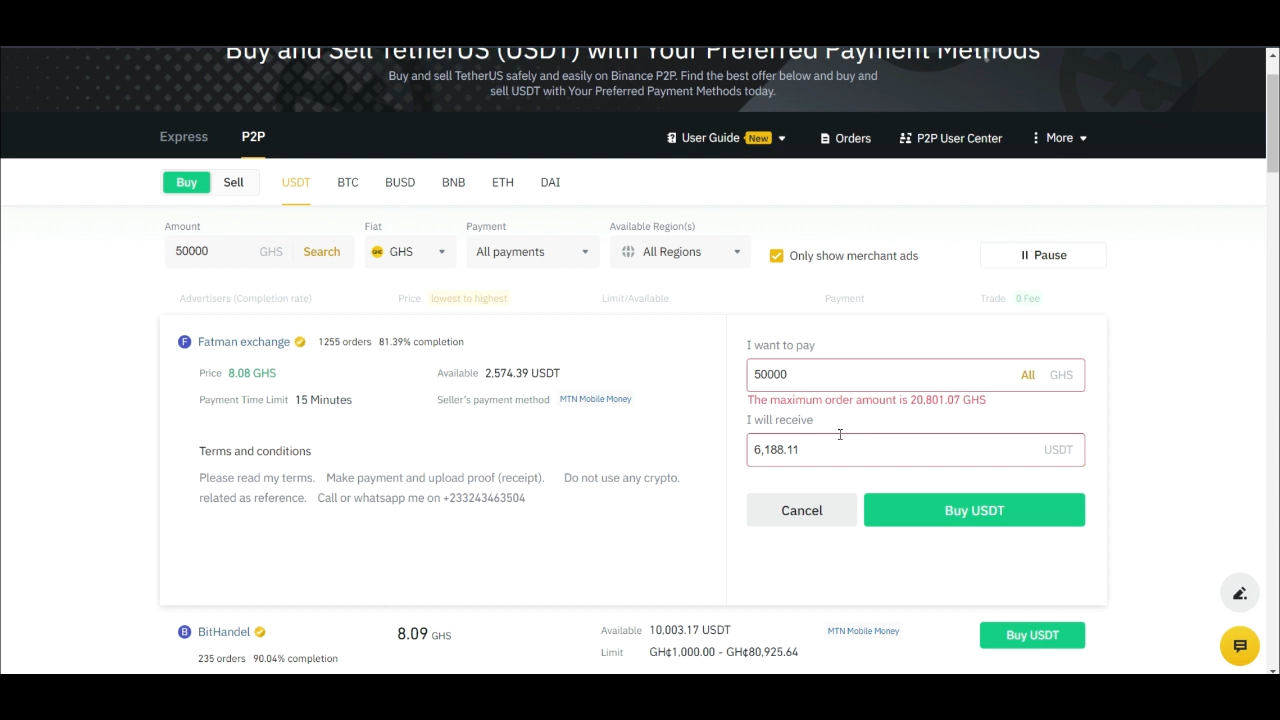 Buy and Sell TetherUS (USDT) with Your Preferred Payment Methods
Buy and sell TetherUS safely and easily on Binance P2P. Find the best offer below and buy and
sell USDT with Your Preferred Payment Methods today.
Express P2P User Guide New Orders P2P User Center More
Buy Sell USDT BTC BUSD BNB ETH DAI
Amount Fiat Payment Available Region(s)
50000 GHS Search GHS All payments All Regions Only show merchant ads Pause
Advertisers (Completion rate) Price lowest to highest Limit/Available Payment Trade 0 Fee
F Fatman exchange 1255 orders 81.39% completion
Price 8.08 GHS Available 2,574.39 USDT
Payment Time Limit 15 Minutes Seller's payment method MTN Mobile Money
Terms and conditions
Please read my terms. Make payment and upload proof (receipt). Do not use any crypto.
related as reference. Call or whatsapp me on +233243463504
I want to pay
50000 All GHS
The maximum order amount is 20,801.07 GHS
I will receive
6,188.11 USDT
Cancel Buy USDT
B BitHandel 8.09 GHS Available 10,003.17 USDT MTN Mobile Money Buy USDT
235 orders 90.04% completion Limit GH₵1,000.00 - GH₵80,925.64